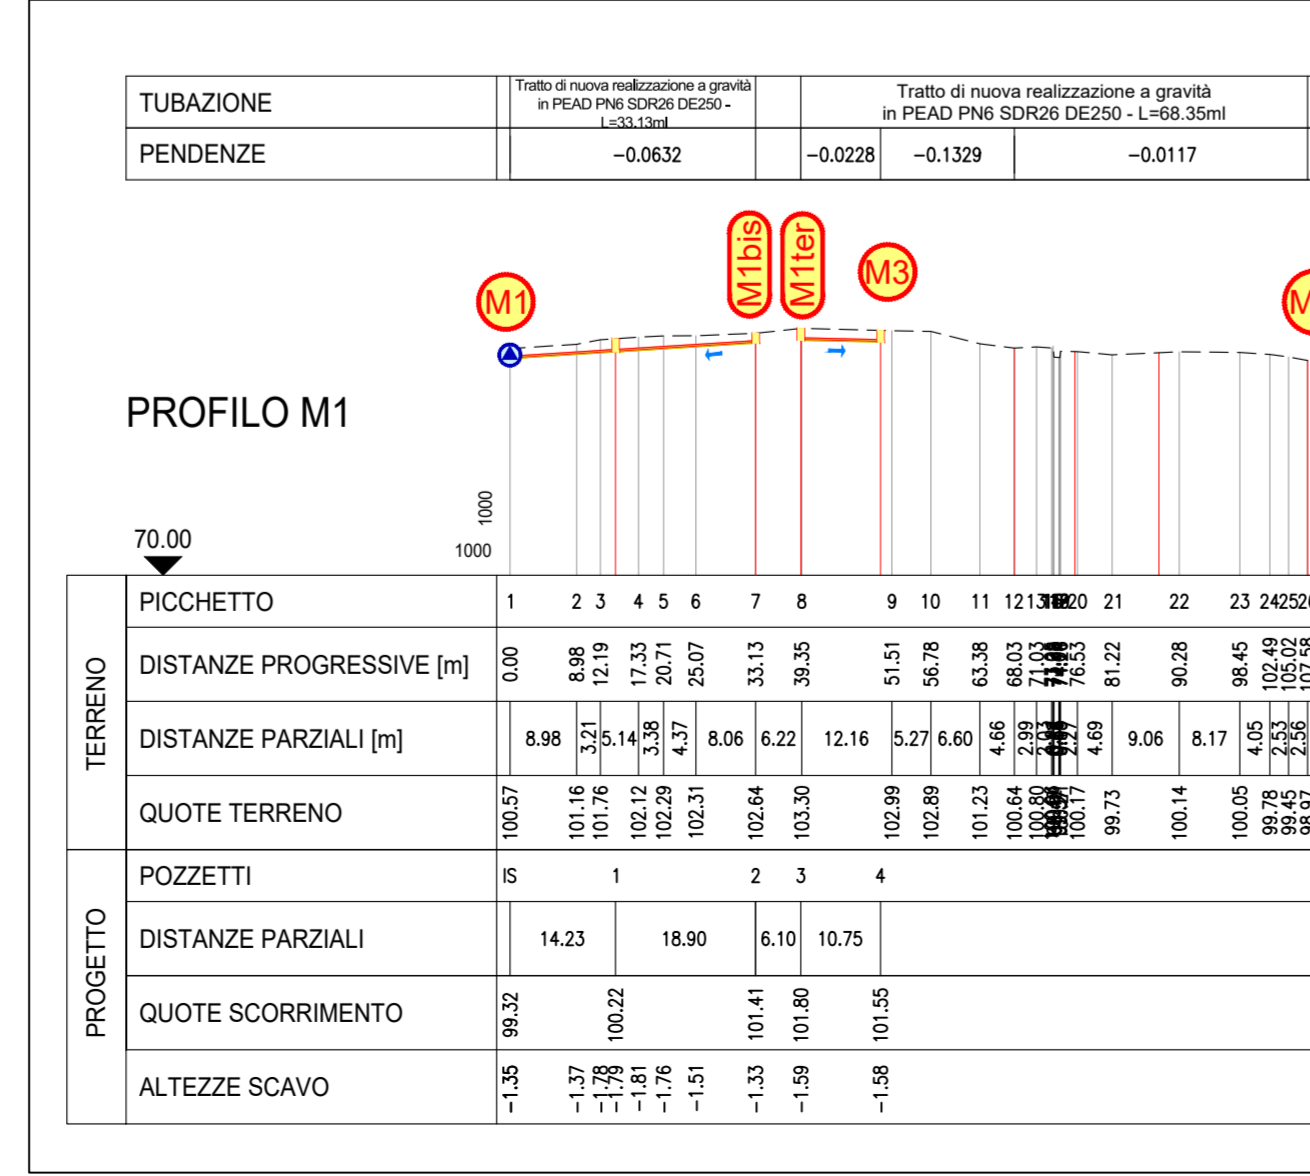 TUBAZIONE
Tratto di nuova realizzazione a gravità
in PEAD PN6 SDR26 DE250 -
L=33.13ml
Tratto di nuova realizzazione a gravità
in PEAD PN6 SDR26 DE250 - L=68.35ml
PENDENZE
-0.0632
-0.0228
-0.1329
-0.0117
M1
M1bis
M1ter
M3
PROFILO M1
1000
1000
70.00
TERRENO
PICCHETTO
1 2 3 4 5 6 7 8 9 10 11 12 13 20 21 22 23 24 25
DISTANZE PROGRESSIVE [m]
0.00 8.98 12.19 17.33 20.71 25.07 33.13 39.35 51.51 56.78 63.38 68.03 71.03 76.53 81.22 90.28 98.45 102.49 105.02 107.58
DISTANZE PARZIALI [m]
8.98 3.21 5.14 3.38 4.37 8.06 6.22 12.16 5.27 6.60 4.66 2.99 2.27 4.69 9.06 8.17 4.05 2.53 2.56
QUOTE TERRENO
100.57 101.16 101.76 102.12 102.29 102.31 102.64 103.30 102.99 102.89 101.23 100.64 100.80 100.17 99.73 100.14 100.05 99.78 99.45 98.97
PROGETTO
POZZETTI
IS 1 2 3 4
DISTANZE PARZIALI
14.23 18.90 6.10 10.75
QUOTE SCORRIMENTO
99.32 100.22 101.41 101.80 101.55
ALTEZZE SCAVO
-1.35 -1.37 -1.78 -1.79 -1.81 -1.76 -1.51 -1.33 -1.59 -1.58